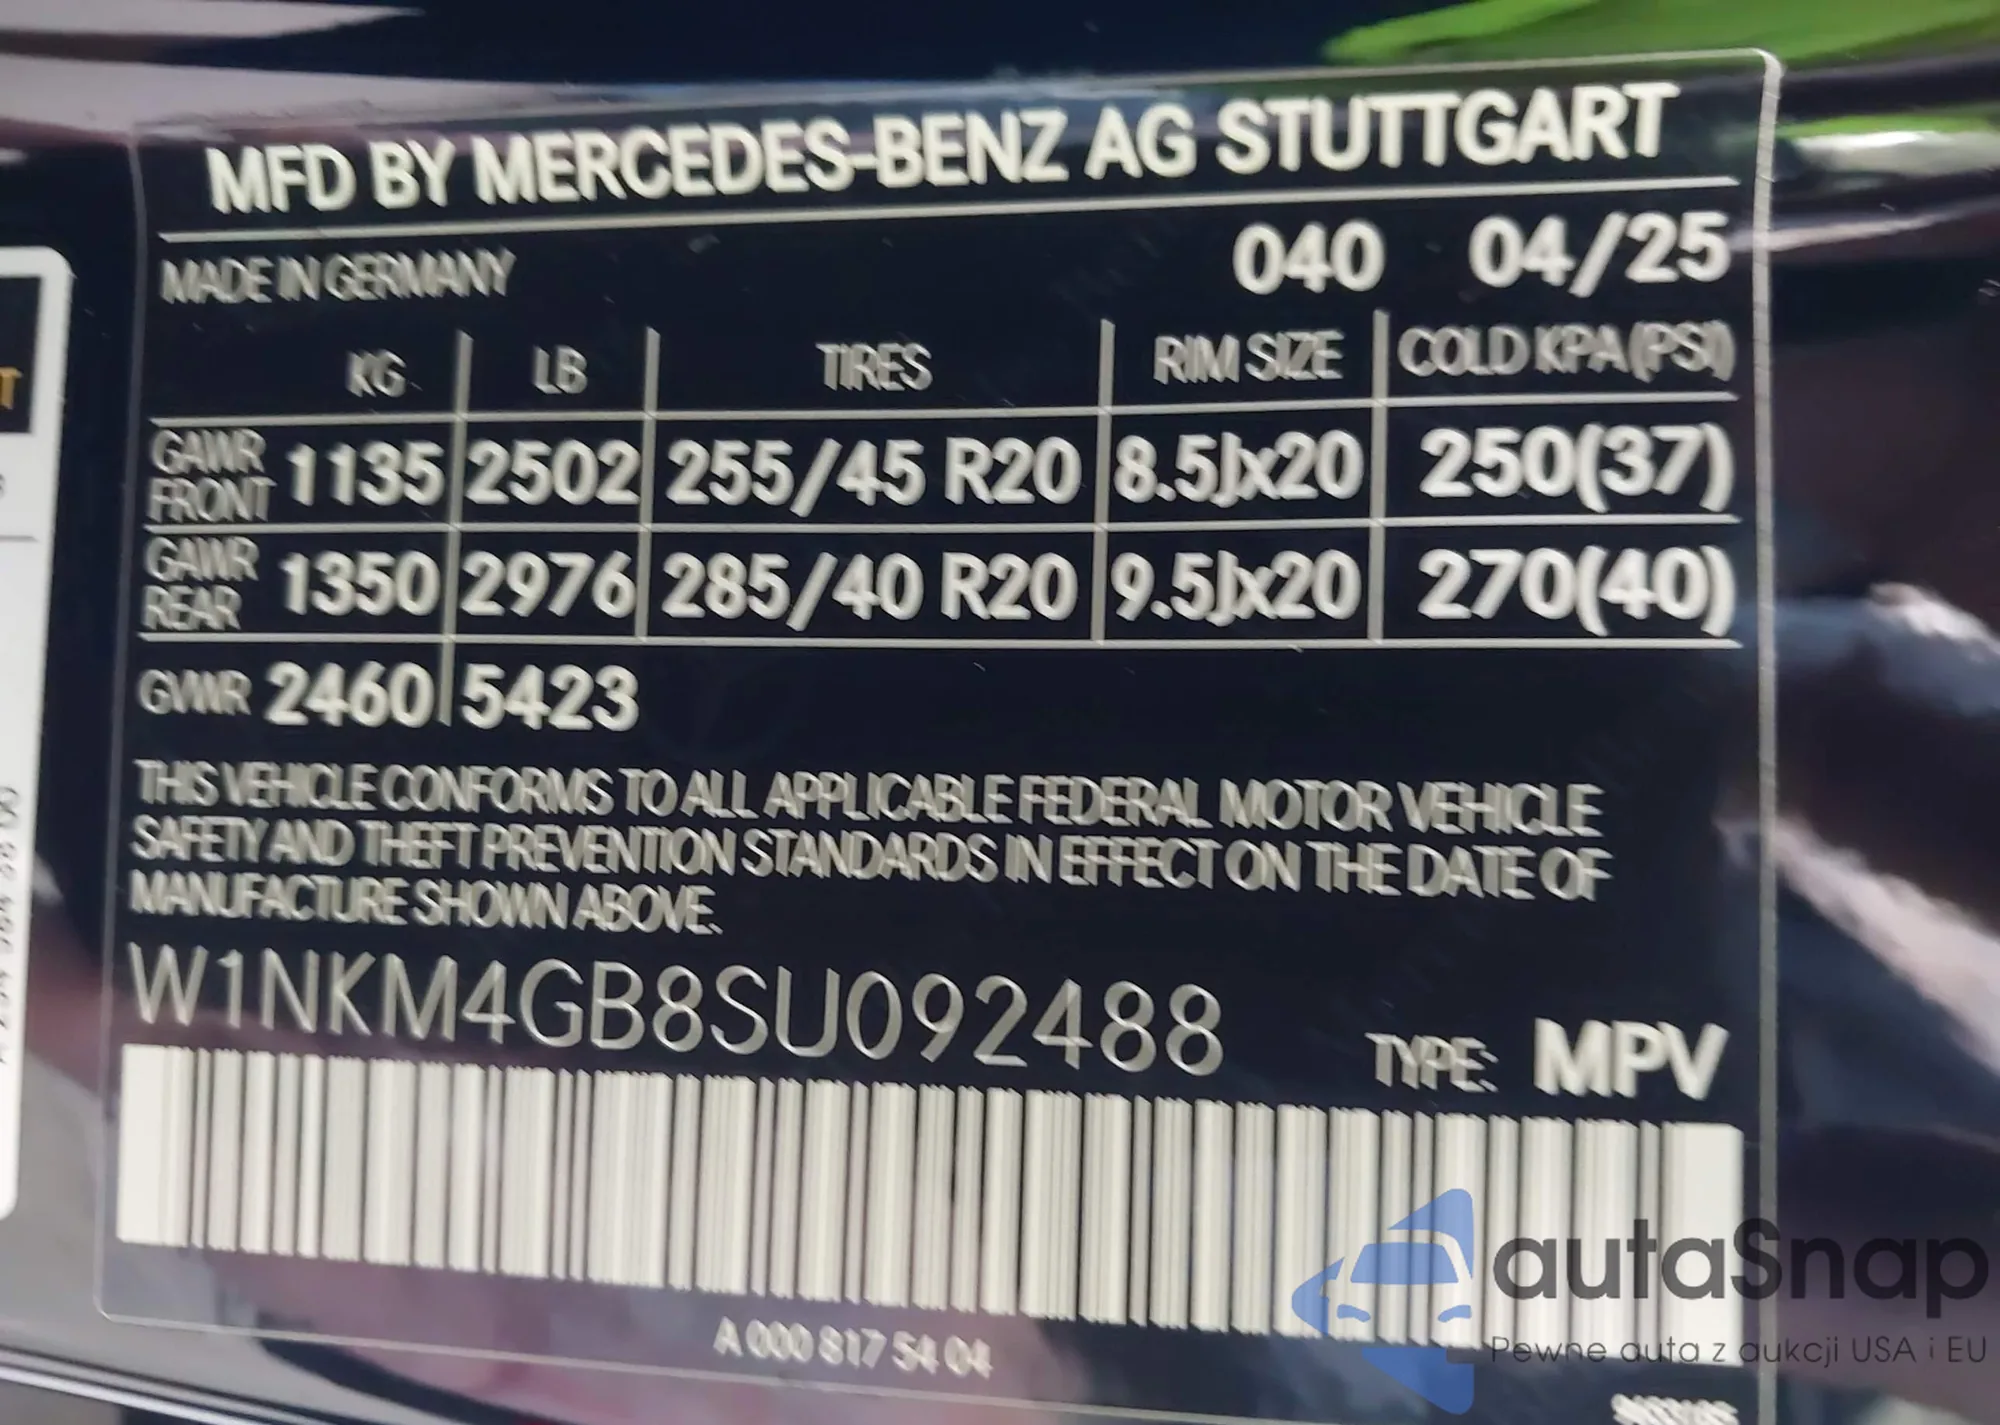 MFD BY MERCEDES-BENZ AG STUTTGART
MADE IN GERMANY 040 04/25
KG LB TIRES RIM SIZE COLD KPA (PSI)
GAWR FRONT 1135 2502 255/45 R20 8.5Jx20 250(37)
GAWR REAR 1350 2976 285/40 R20 9.5Jx20 270(40)
GVWR 2460 5423
THIS VEHICLE CONFORMS TO ALL APPLICABLE FEDERAL MOTOR VEHICLE
SAFETY AND THEFT PREVENTION STANDARDS IN EFFECT ON THE DATE OF
MANUFACTURE SHOWN ABOVE.
W1NKM4GB8SU092488
TYPE: MPV
A 000 817 54 04
autaSnap
Pewne auta z aukcji USA i EU